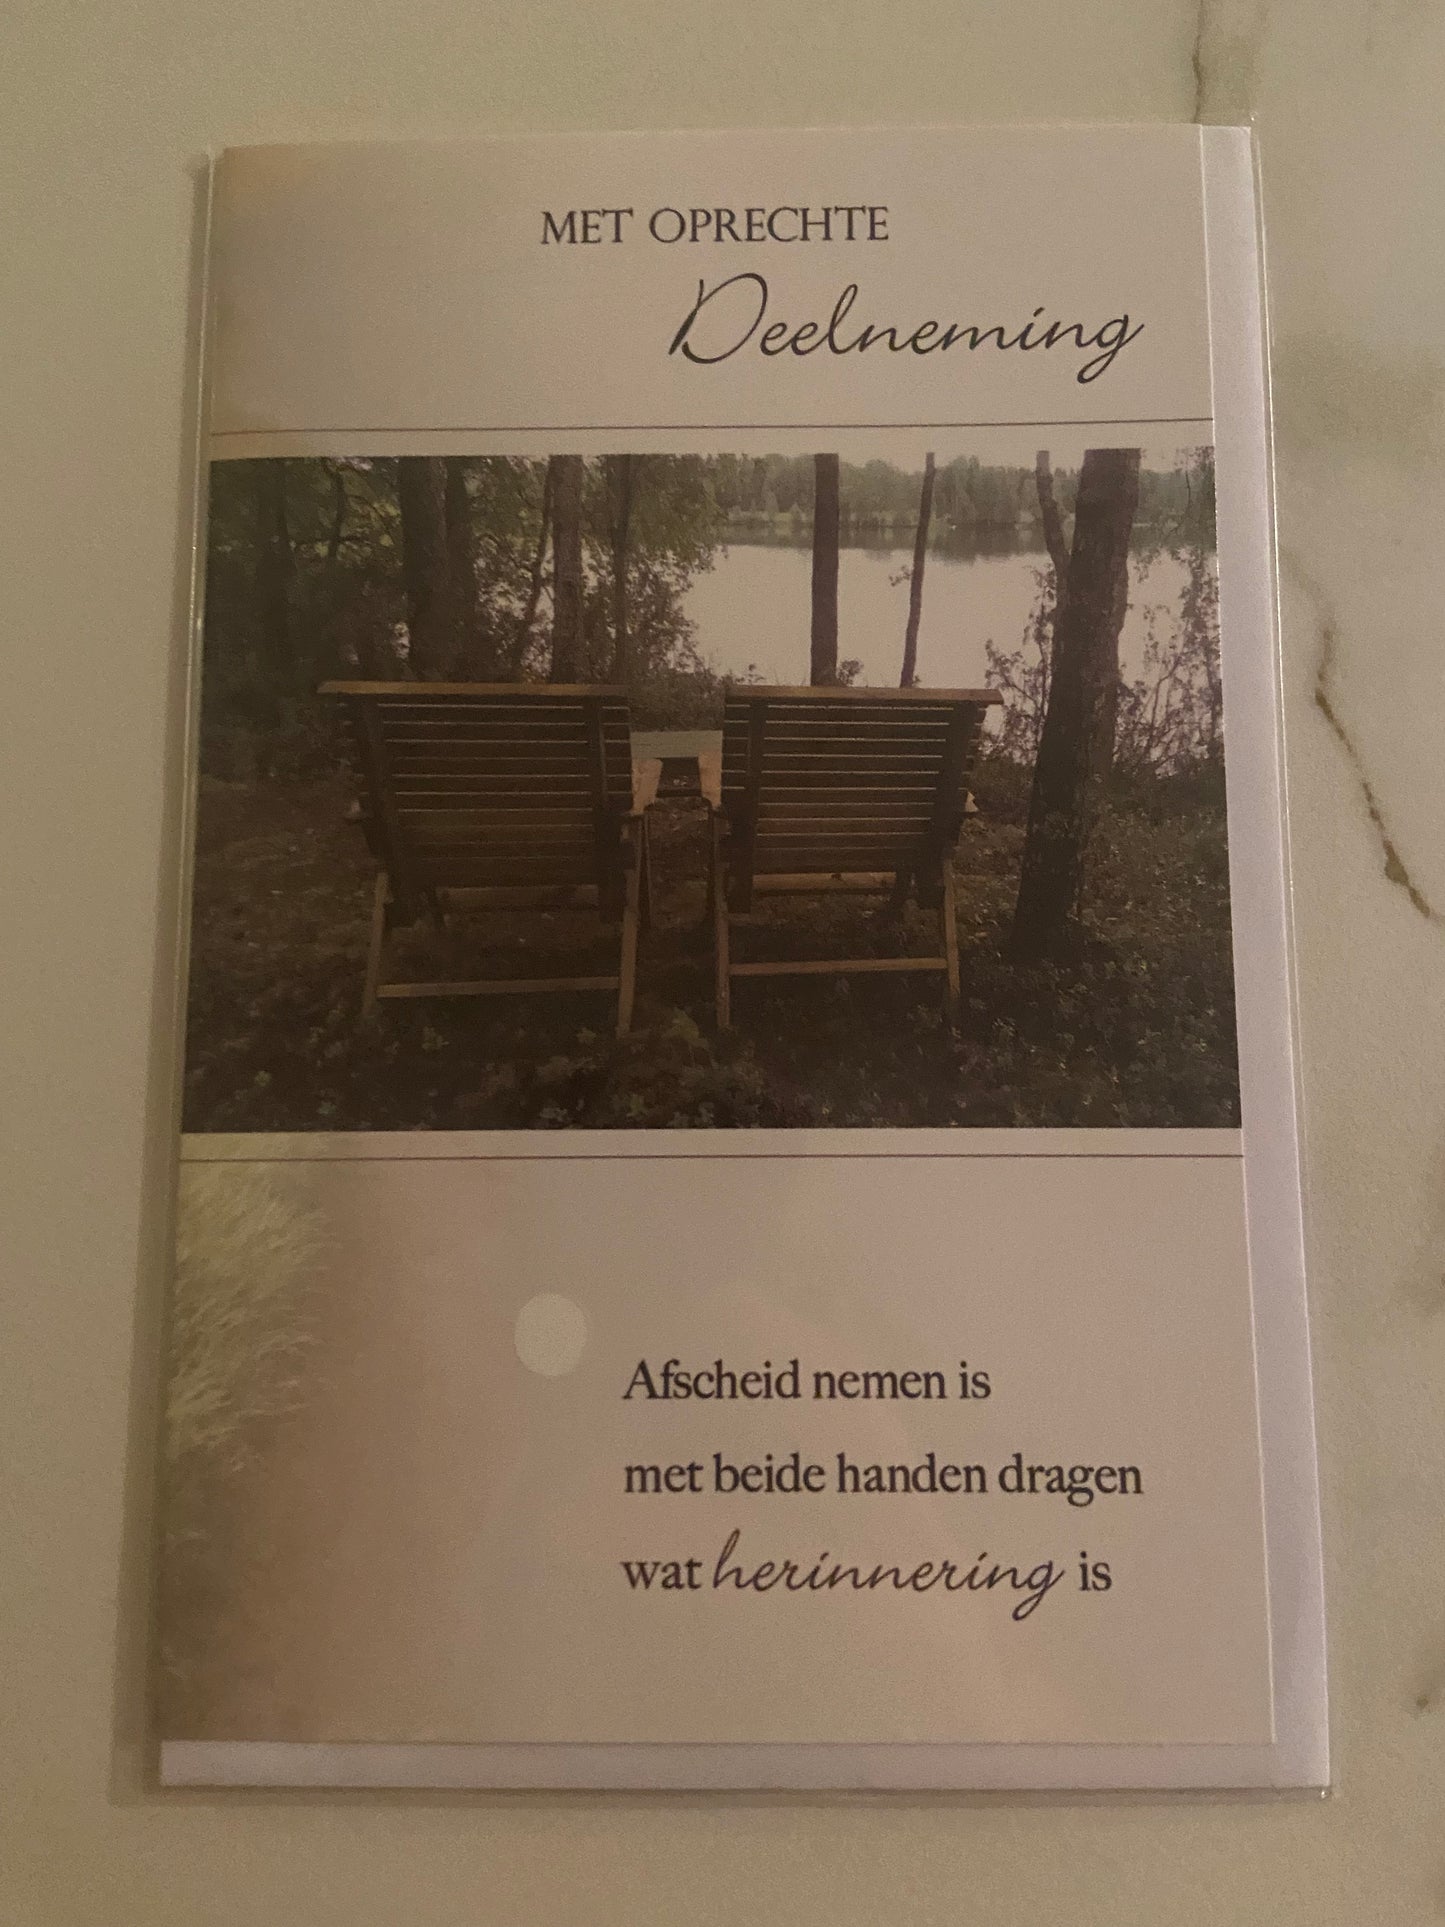 MET OPRECHTE
Deelneming
Afscheid nemen is
met beide handen dragen
wat herinnering is